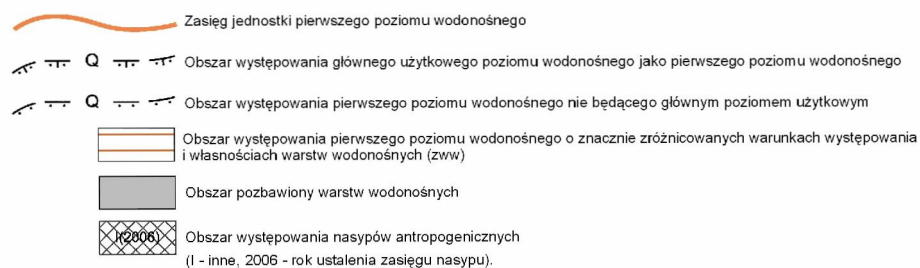 Zasięg jednostki pierwszego poziomu wodonośnego
Q Obszar występowania głównego użytkowego poziomu wodonośnego jako pierwszego poziomu wodonośnego
Q Obszar występowania pierwszego poziomu wodonośnego nie będącego głównym poziomem użytkowym
Obszar występowania pierwszego poziomu wodonośnego o znacznie zróżnicowanych warunkach występowania
i własnościach warstw wodonośnych (zww)
Obszar pozbawiony warstw wodonośnych
I(2006) Obszar występowania nasypów antropogenicznych
(I - inne, 2006 - rok ustalenia zasięgu nasypu).